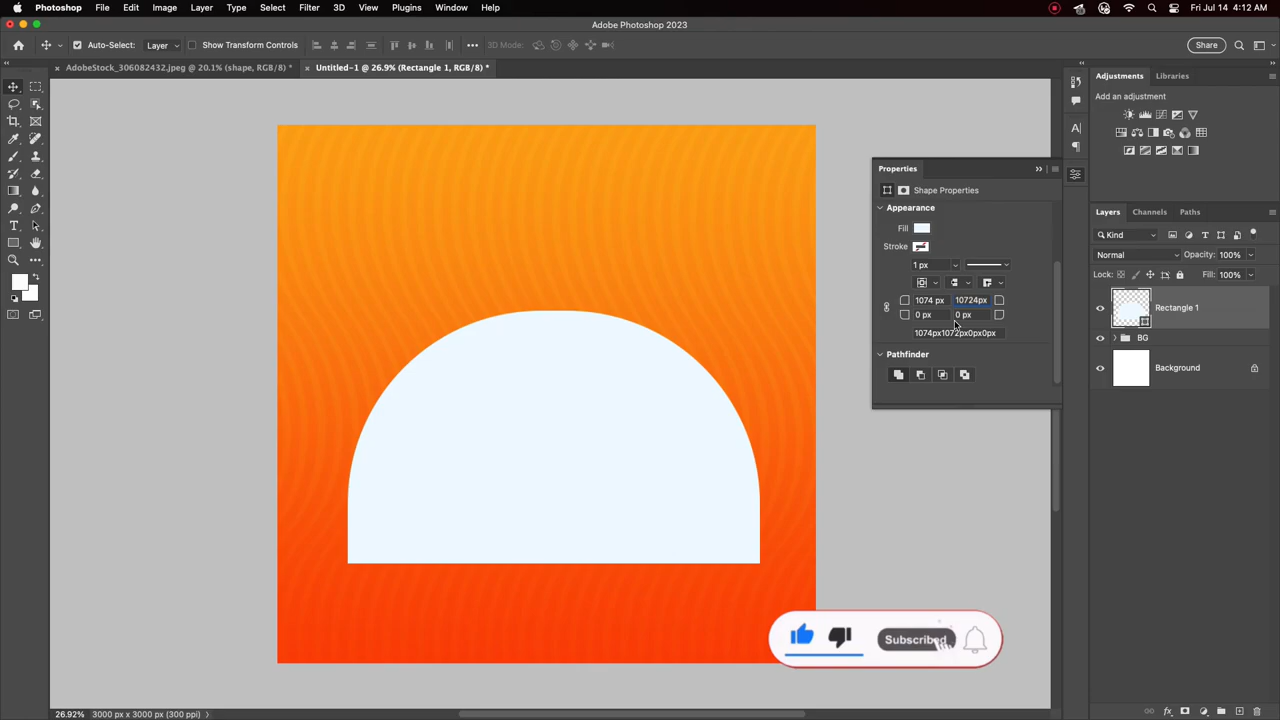 Photoshop File Edit Image Layer Type Select Filter 3D View Plugins Window Help Fri Jul 14 4:12 AM
Adobe Photoshop 2023
Auto-Select: Layer Show Transform Controls 3D Mode: Share
× AdobeStock_306082432.jpeg @ 20.1% (shape, RGB/8) * × Untitled-1 @ 26.9% (Rectangle 1, RGB/8) *
Adjustments Libraries
Add an adjustment
Properties
Shape Properties
Appearance
Fill
Stroke
1 px
1074 px 10724px
0 px 0 px
1074px1072px0px0px
Pathfinder
Layers Channels Paths
Kind
Normal Opacity: 100%
Lock: Fill: 100%
Rectangle 1
BG
Background
Subscribed
26.92% 3000 px x 3000 px (300 ppi)